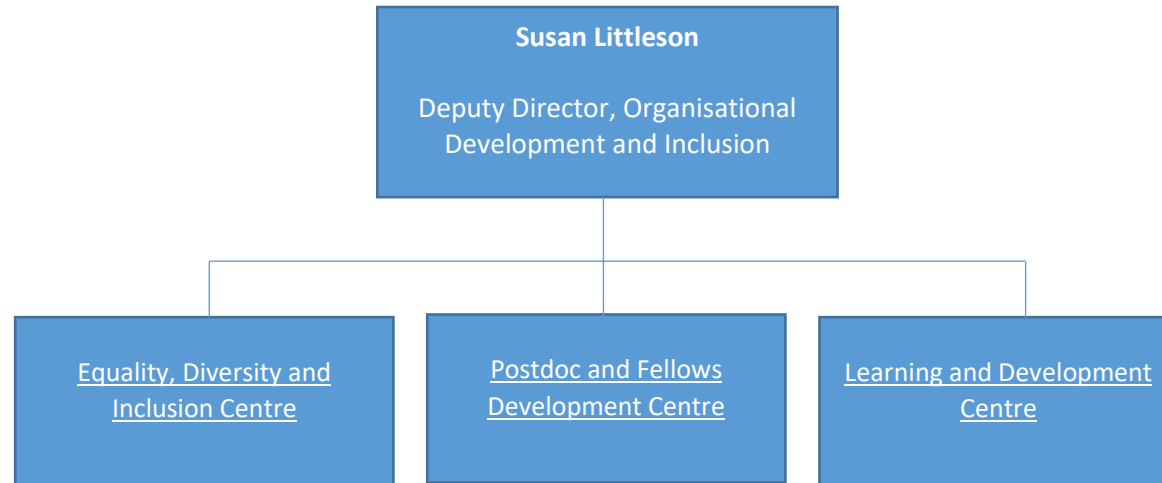 Susan Littleson
Deputy Director, Organisational
Development and Inclusion
Equality, Diversity and
Inclusion Centre
Postdoc and Fellows
Development Centre
Learning and Development
Centre